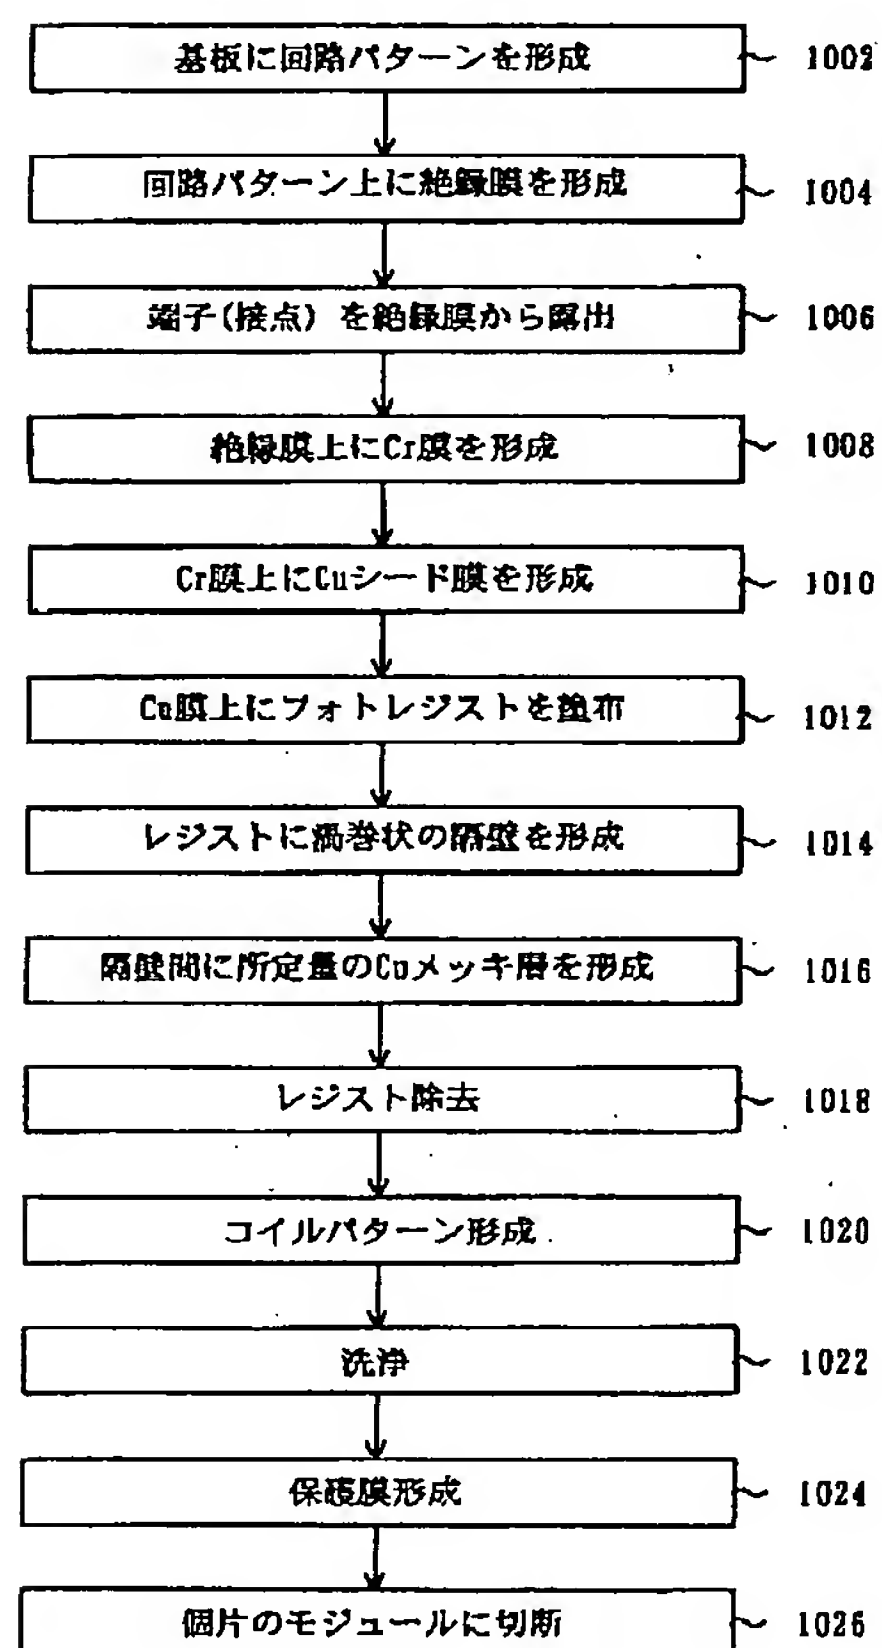 基板に回路パターンを形成 ～ 1002
回路パターン上に絶縁膜を形成 ～ 1004
端子(接点)を絶縁膜から露出 ～ 1006
絶縁膜上にCr膜を形成 ～ 1008
Cr膜上にCuシード膜を形成 ～ 1010
Cu膜上にフォトレジストを塗布 ～ 1012
レジストに渦巻状の隔壁を形成 ～ 1014
隔壁間に所定量のCuメッキ層を形成 ～ 1016
レジスト除去 ～ 1018
コイルパターン形成 ～ 1020
洗浄 ～ 1022
保護膜形成 ～ 1024
個片のモジュールに切断 ～ 1026